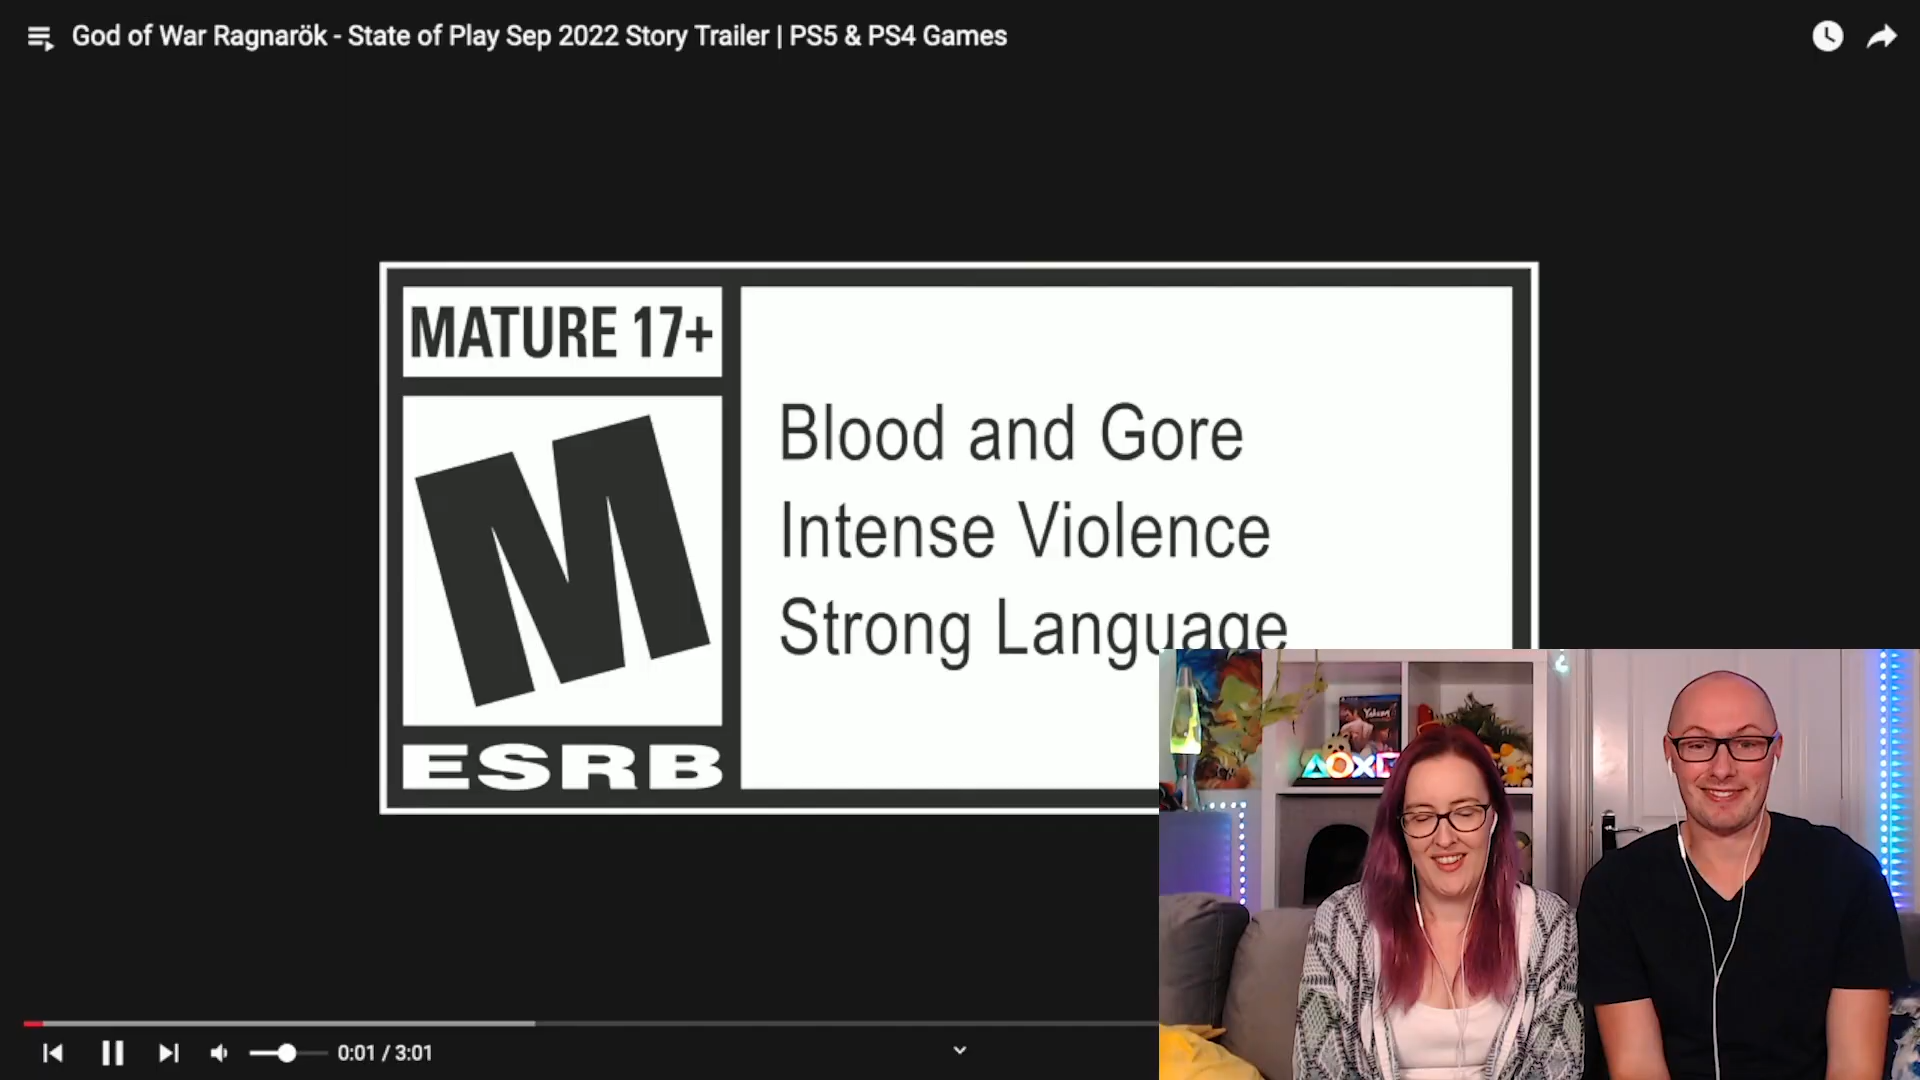 God of War Ragnarök - State of Play Sep 2022 Story Trailer | PS5 & PS4 Games
MATURE 17+
M
ESRB
Blood and Gore
Intense Violence
Strong Language
Yakuza
0:01 / 3:01